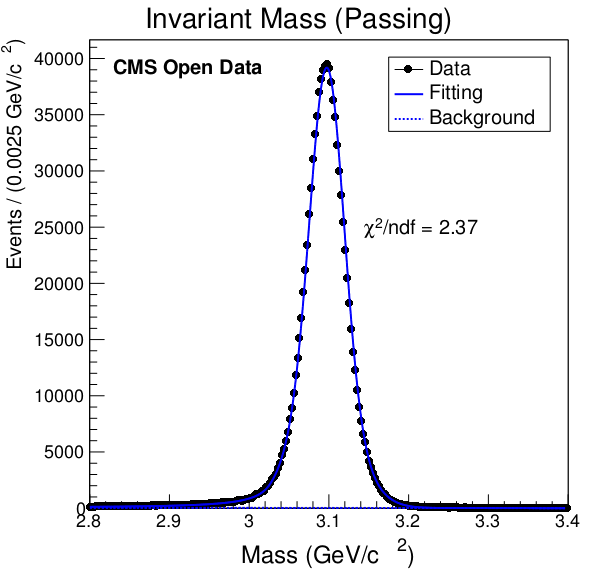 Invariant Mass (Passing)
Events / (0.0025 GeV/c ²)
CMS Open Data
Data
Fitting
Background
χ²/ndf = 2.37
40000
35000
30000
25000
20000
15000
10000
5000
0
2.8 2.9 3 3.1 3.2 3.3 3.4
Mass (GeV/c ²)